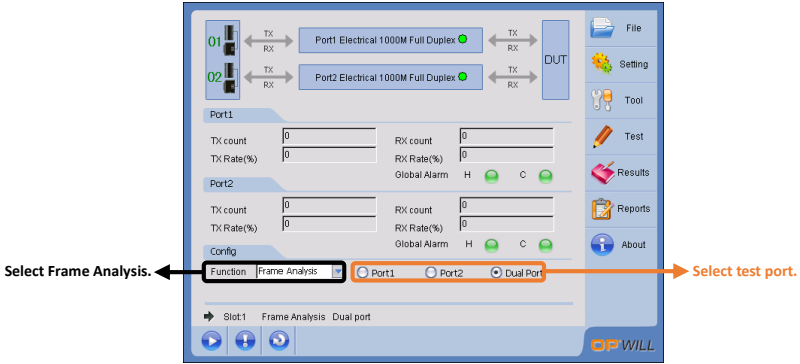 01 TX RX Port1 Electrical 1000M Full Duplex TX RX DUT
02 TX RX Port2 Electrical 1000M Full Duplex TX RX
File
Setting
Tool
Test
Results
Reports
About
Port1
TX count 0 RX count 0
TX Rate(%) 0 RX Rate(%) 0
Global Alarm H C
Port2
TX count 0 RX count 0
TX Rate(%) 0 RX Rate(%) 0
Global Alarm H C
Config
Select Frame Analysis.
Function Frame Analysis Port1 Port2 Dual Port
Select test port.
Slot:1 Frame Analysis Dual port
OPWILL